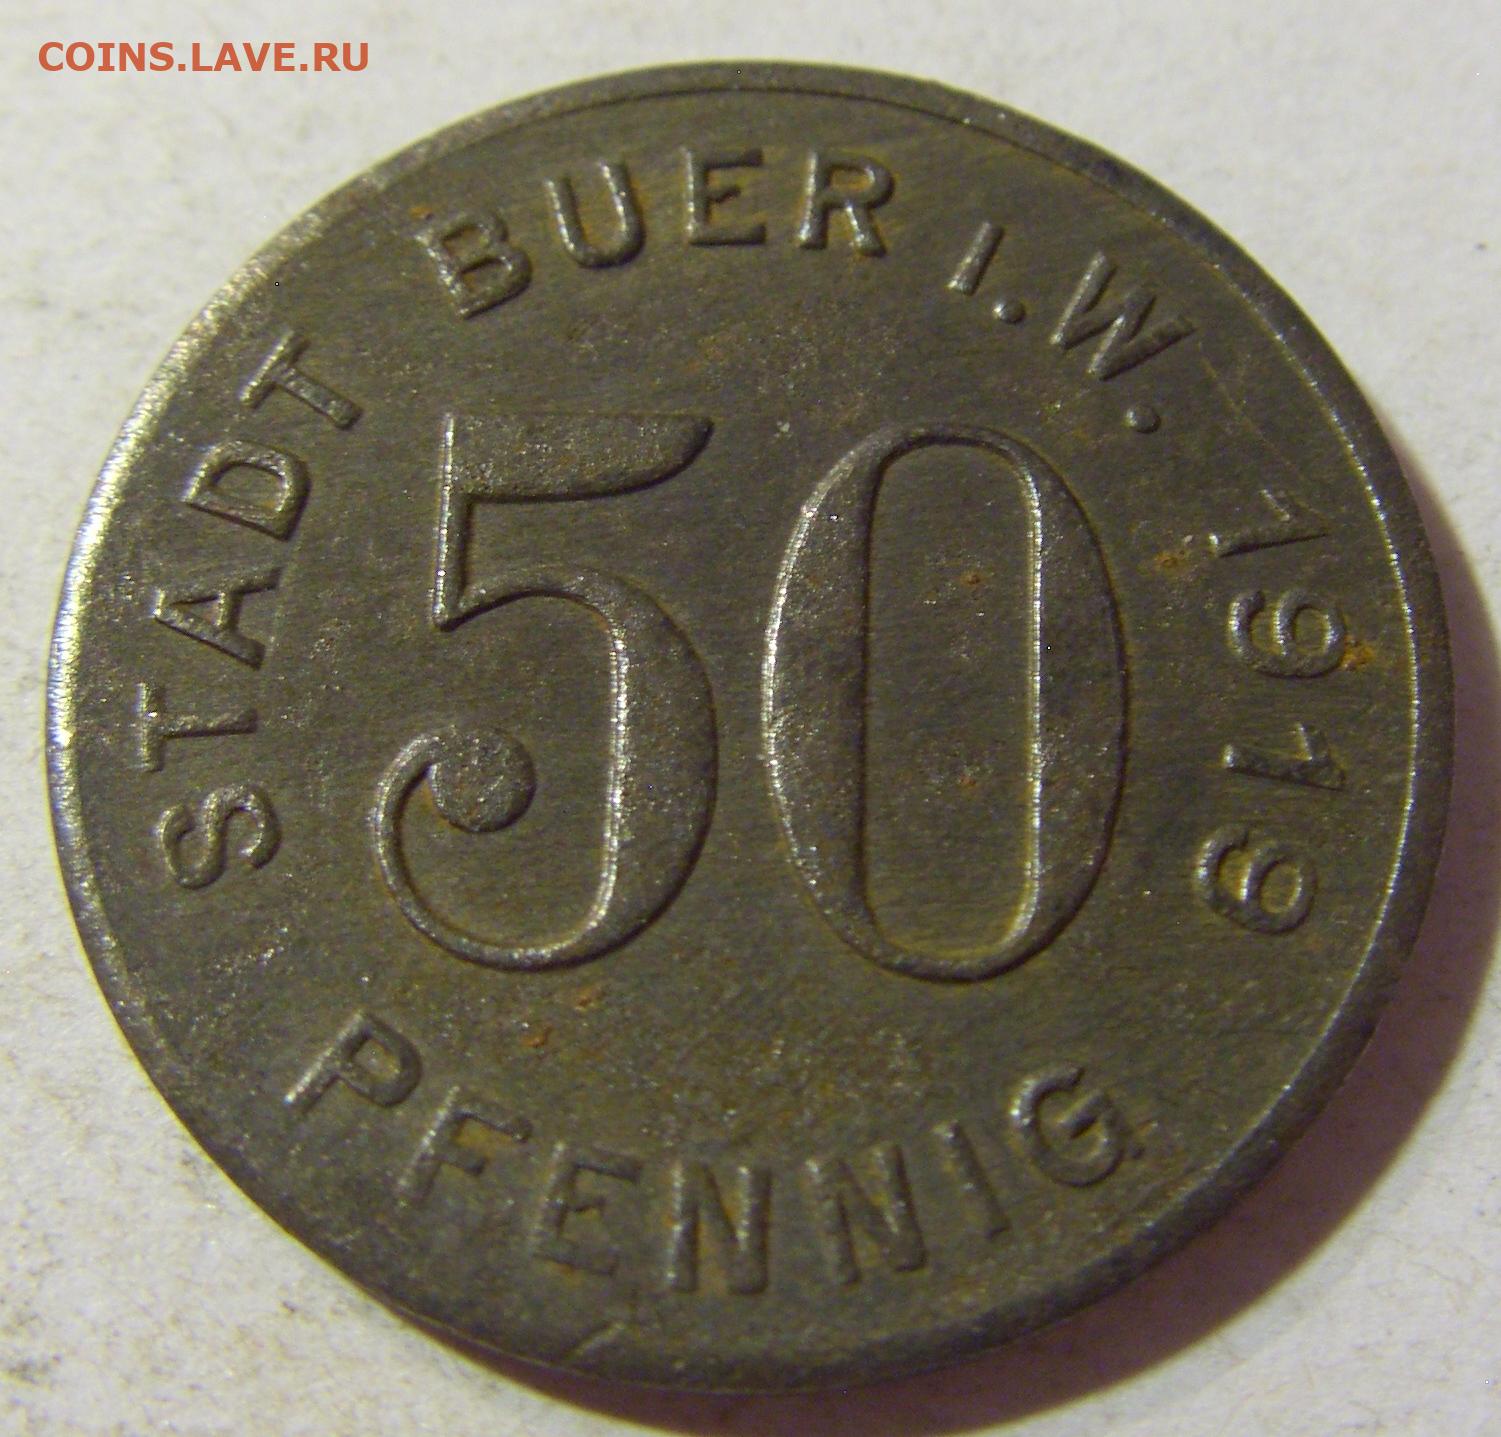 COINS.LAVE.RU
STADT BUER I.W. 1919
50
PFENNIG